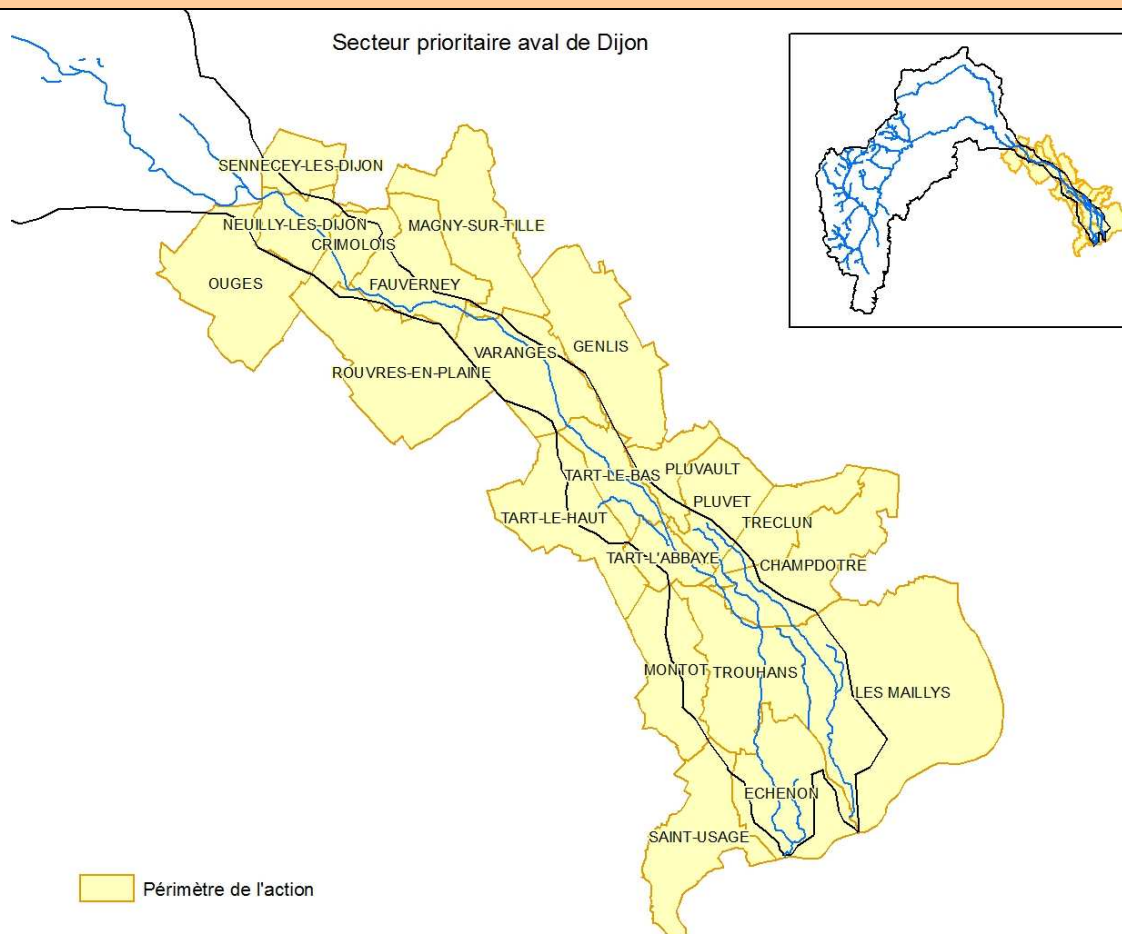 Secteur prioritaire aval de Dijon
SENNECEY-LES-DIJON
NEUILLY-LES-DIJON
MAGNY-SUR-TILLE
CRIMOLOIS
OUGES
FAUVERNEY
VARANGES
GENLIS
ROUVRES-EN-PLAINE
TART-LE-BAS
PLUVAULT
PLUVET
TART-LE-HAUT
TRECLUN
TART-L'ABBAYE
CHAMPDOTRE
MONTOT
TROUHANS
LES MAILLYS
ECHENON
SAINT-USAGE
Périmètre de l'action